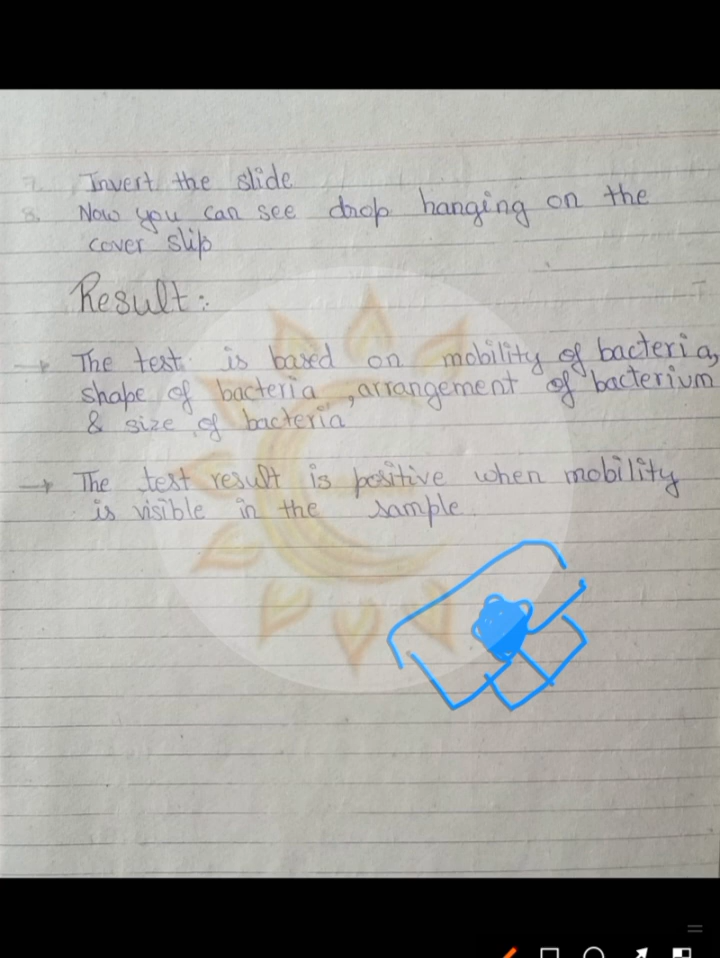 7. Invert the slide
8. Now you can see drop hanging on the
cover slip
Result:
→ The test is based on mobility of bacteria,
shape of bacteria, arrangement of bacterium
& size of bacteria
→ The test result is positive when mobility
is visible in the sample